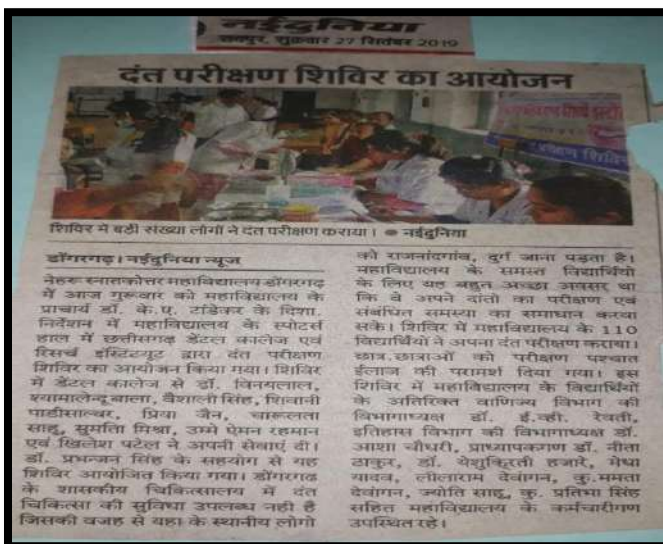 नईदुनिया
रायपुर, शुक्रवार 27 सितंबर 2019
दंत परीक्षण शिविर का आयोजन
परीक्षण शिवि
शिविर में बड़ी संख्या लोगों ने दंत परीक्षण कराया। ● नईदुनिया
डोंगरगढ़। नईदुनिया न्यूज
नेहरू स्नातकोत्तर महाविद्यालय डोंगरगढ़
में आज गुरूवार को महाविद्यालय के
प्राचार्य डॉ. के.ए. टांडेकर के दिशा.
निर्देशन में महाविद्यालय के स्पोर्टस
हाल में छत्तीसगढ़ डेंटल कालेज एवं
रिसर्च इंस्टिट्यूट द्वारा दंत परीक्षण
शिविर का आयोजन किया गया। शिविर
में डेंटल कालेज से डॉ. विनयलाल,
श्यामालेन्दू बाला, वैशाली सिंह, शिवानी
पाडीसाल्वर, प्रिया जैन, चारूलता
साहू, सुमति मिश्रा, उम्मे ऐमन रहमान
एवं खिलेश पटेल ने अपनी सेवाएं दी।
डॉ. प्रभन्जन सिंह के सहयोग से यह
शिविर आयोजित किया गया। डोंगरगढ़
के शासकीय चिकित्सालय में दंत
चिकित्सा की सुविधा उपलब्ध नही है
जिसकी वजह से यहा के स्थानीय लोगो
को राजनांदगांव, दुर्ग जाना पड़ता है।
महाविद्यालय के समस्त विद्यार्थियो
के लिए यह बहुत अच्छा अवसर था
कि वे अपने दांतो का परीक्षण एवं
संबंधित समस्या का समाधान करवा
सके। शिविर में महाविद्यालय के 110
विद्यार्थियों ने अपना दंत परीक्षण कराया।
छात्र.छात्राओं को परीक्षण पश्चात
ईलाज की परामर्श दिया गया। इस
शिविर में महाविद्यालय के विद्यार्थियों
के अतिरिक्त वाणिज्य विभाग की
विभागाध्यक्ष डॉ. ई.व्ही. रेवती,
इतिहास विभाग की विभागाध्यक्ष डॉ.
आशा चौधरी, प्राध्यापकगण डॉ. नीता
ठाकुर, डॉ. येशुकिरती हजारे, मेधा
यादव, लीलाराम देवांगन, कु.ममता
देवांगन, ज्योति साहू, कु. प्रतिभा सिंह
सहित महाविद्यालय के कर्मचारीगण
उपस्थित रहे।